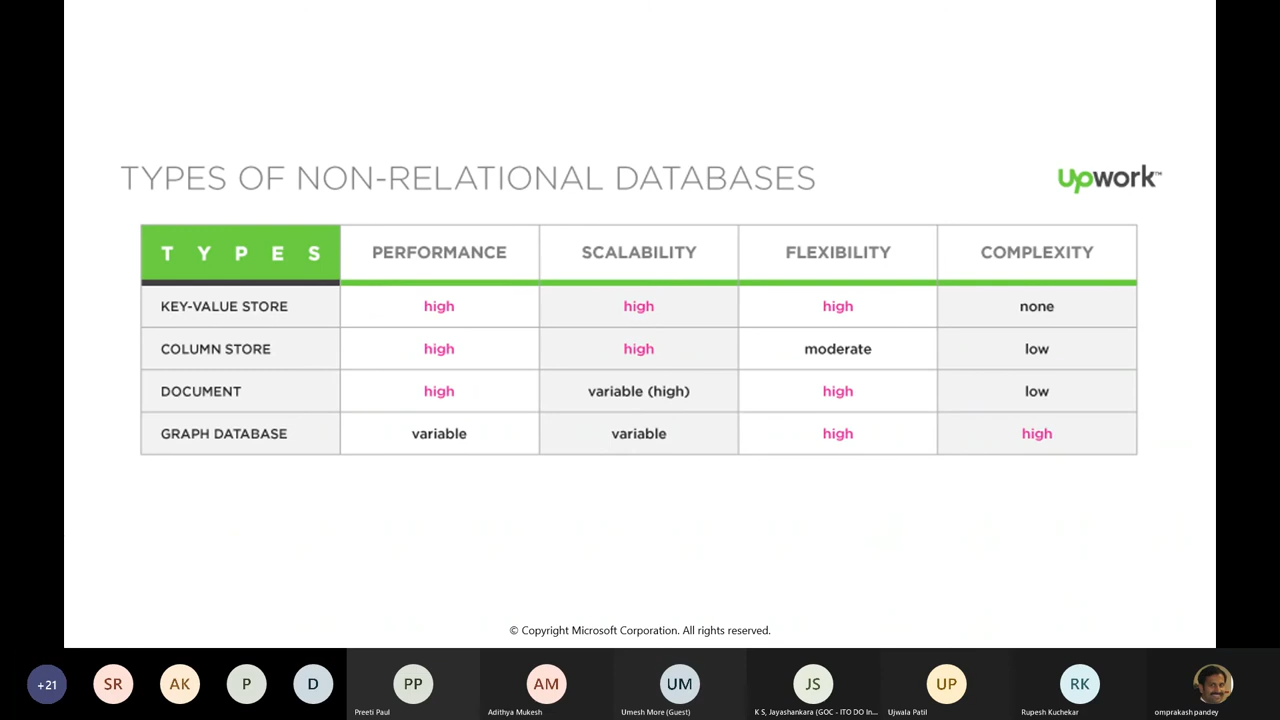 TYPES OF NON-RELATIONAL DATABASES
Upwork™
TYPES PERFORMANCE SCALABILITY FLEXIBILITY COMPLEXITY
KEY-VALUE STORE high high high none
COLUMN STORE high high moderate low
DOCUMENT high variable (high) high low
GRAPH DATABASE variable variable high high
© Copyright Microsoft Corporation. All rights reserved.
+21 SR AK P D PP AM UM JS UP RK
Preeti Paul Adithya Mukesh Umesh More (Guest) K S, Jayashankara (GOC - ITO DO In... Ujwala Patil Rupesh Kuchekar omprakash pandey